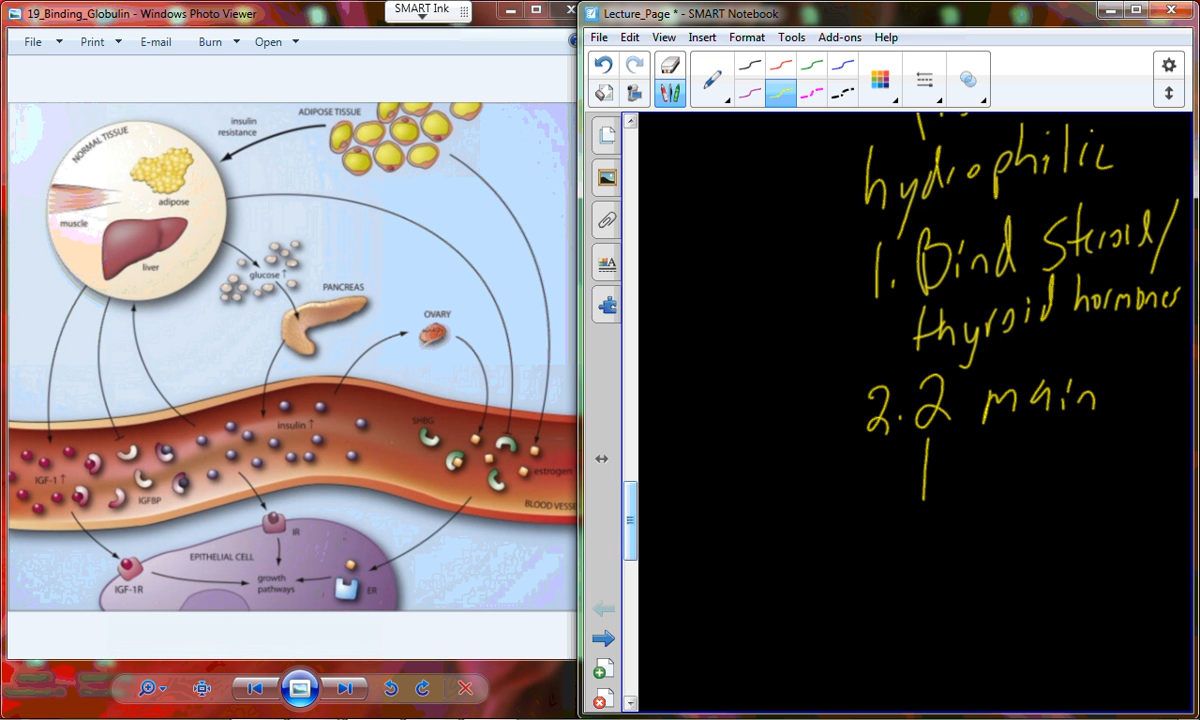 19_Binding_Globulin - Windows Photo Viewer
SMART Ink
File Print E-mail Burn Open
ADIPOSE TISSUE
insulin
resistance
NORMAL TISSUE
adipose
muscle
liver
glucose ↑
PANCREAS
OVARY
insulin ↑
SHBG
IGF-1 ↑
IGFBP
estrogen
BLOOD VESSE
IR
EPITHELIAL CELL
IGF-1R
growth
pathways
ER
Lecture_Page * - SMART Notebook
File Edit View Insert Format Tools Add-ons Help
hydrophilic
1. Bind steroid/
thyroid hormones
2. 2 main